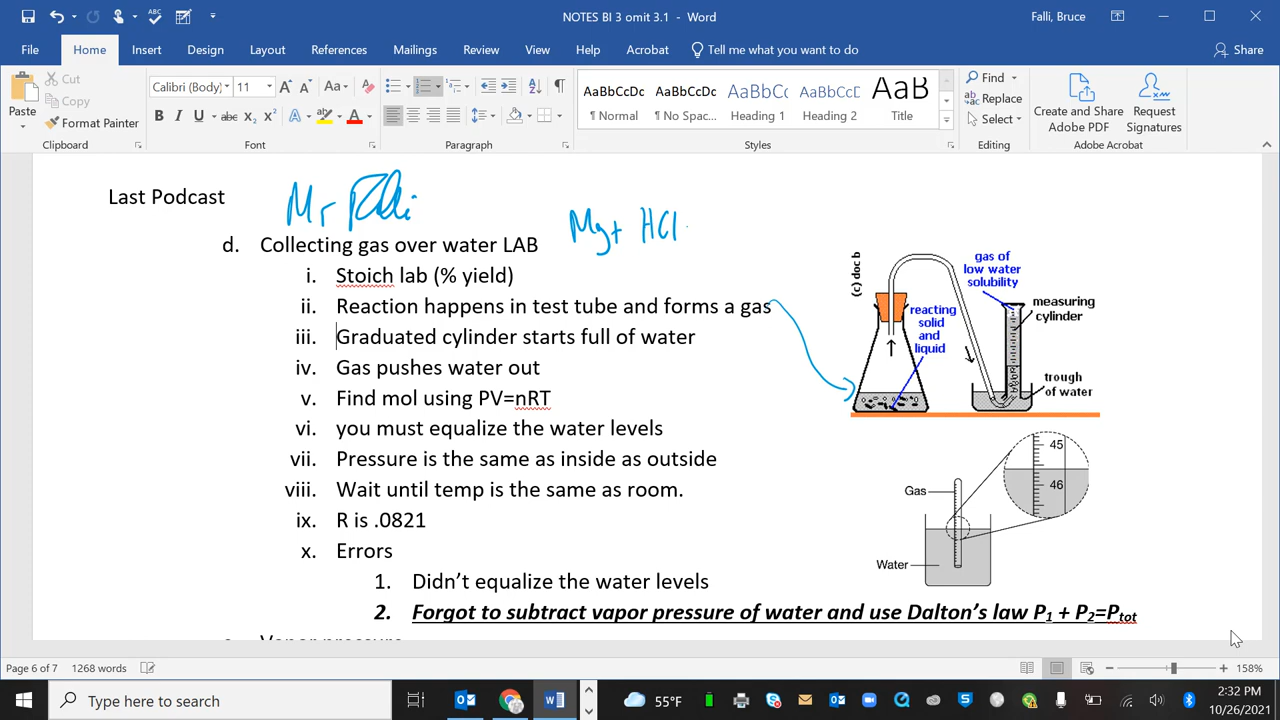 NOTES BI 3 omit 3.1 - Word
Falli, Bruce
File Home Insert Design Layout References Mailings Review View Help Acrobat Tell me what you want to do Share
Paste
Cut
Copy
Format Painter
Calibri (Body) 11
AaBbCcDc AaBbCcDc AaBbCc AaBbCcD AaB
¶ Normal ¶ No Spac... Heading 1 Heading 2 Title
Find
Replace
Select
Create and Share Adobe PDF
Request Signatures
Clipboard Font Paragraph Styles Editing Adobe Acrobat
Last Podcast
Mr Falli
Mg + HCl
d. Collecting gas over water LAB
i. Stoich lab (% yield)
ii. Reaction happens in test tube and forms a gas
iii. Graduated cylinder starts full of water
iv. Gas pushes water out
v. Find mol using PV=nRT
vi. you must equalize the water levels
vii. Pressure is the same as inside as outside
viii. Wait until temp is the same as room.
ix. R is .0821
x. Errors
1. Didn't equalize the water levels
2. Forgot to subtract vapor pressure of water and use Dalton's law P1 + P2=Ptot
(c) doc b
gas of
low water
solubility
reacting
solid
and
liquid
measuring
cylinder
trough
of water
45
46
Gas
Water
Page 6 of 7 1268 words
158%
Type here to search
55°F
2:32 PM
10/26/2021